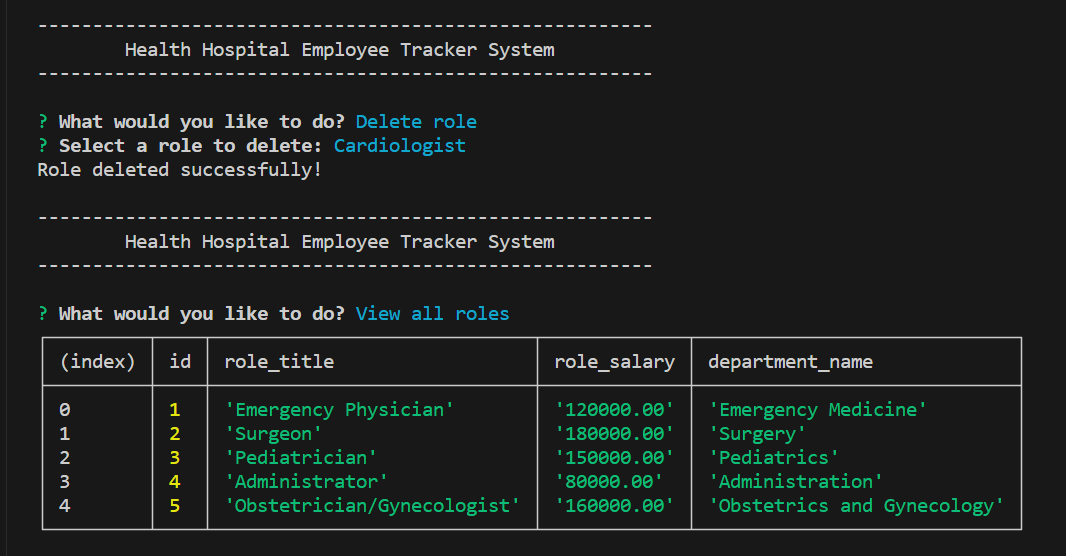 --------------------------------------------------------
Health Hospital Employee Tracker System
--------------------------------------------------------
? What would you like to do? Delete role
? Select a role to delete: Cardiologist
Role deleted successfully!
--------------------------------------------------------
Health Hospital Employee Tracker System
--------------------------------------------------------
? What would you like to do? View all roles
(index) id role_title role_salary department_name
0 1 'Emergency Physician' '120000.00' 'Emergency Medicine'
1 2 'Surgeon' '180000.00' 'Surgery'
2 3 'Pediatrician' '150000.00' 'Pediatrics'
3 4 'Administrator' '80000.00' 'Administration'
4 5 'Obstetrician/Gynecologist' '160000.00' 'Obstetrics and Gynecology'